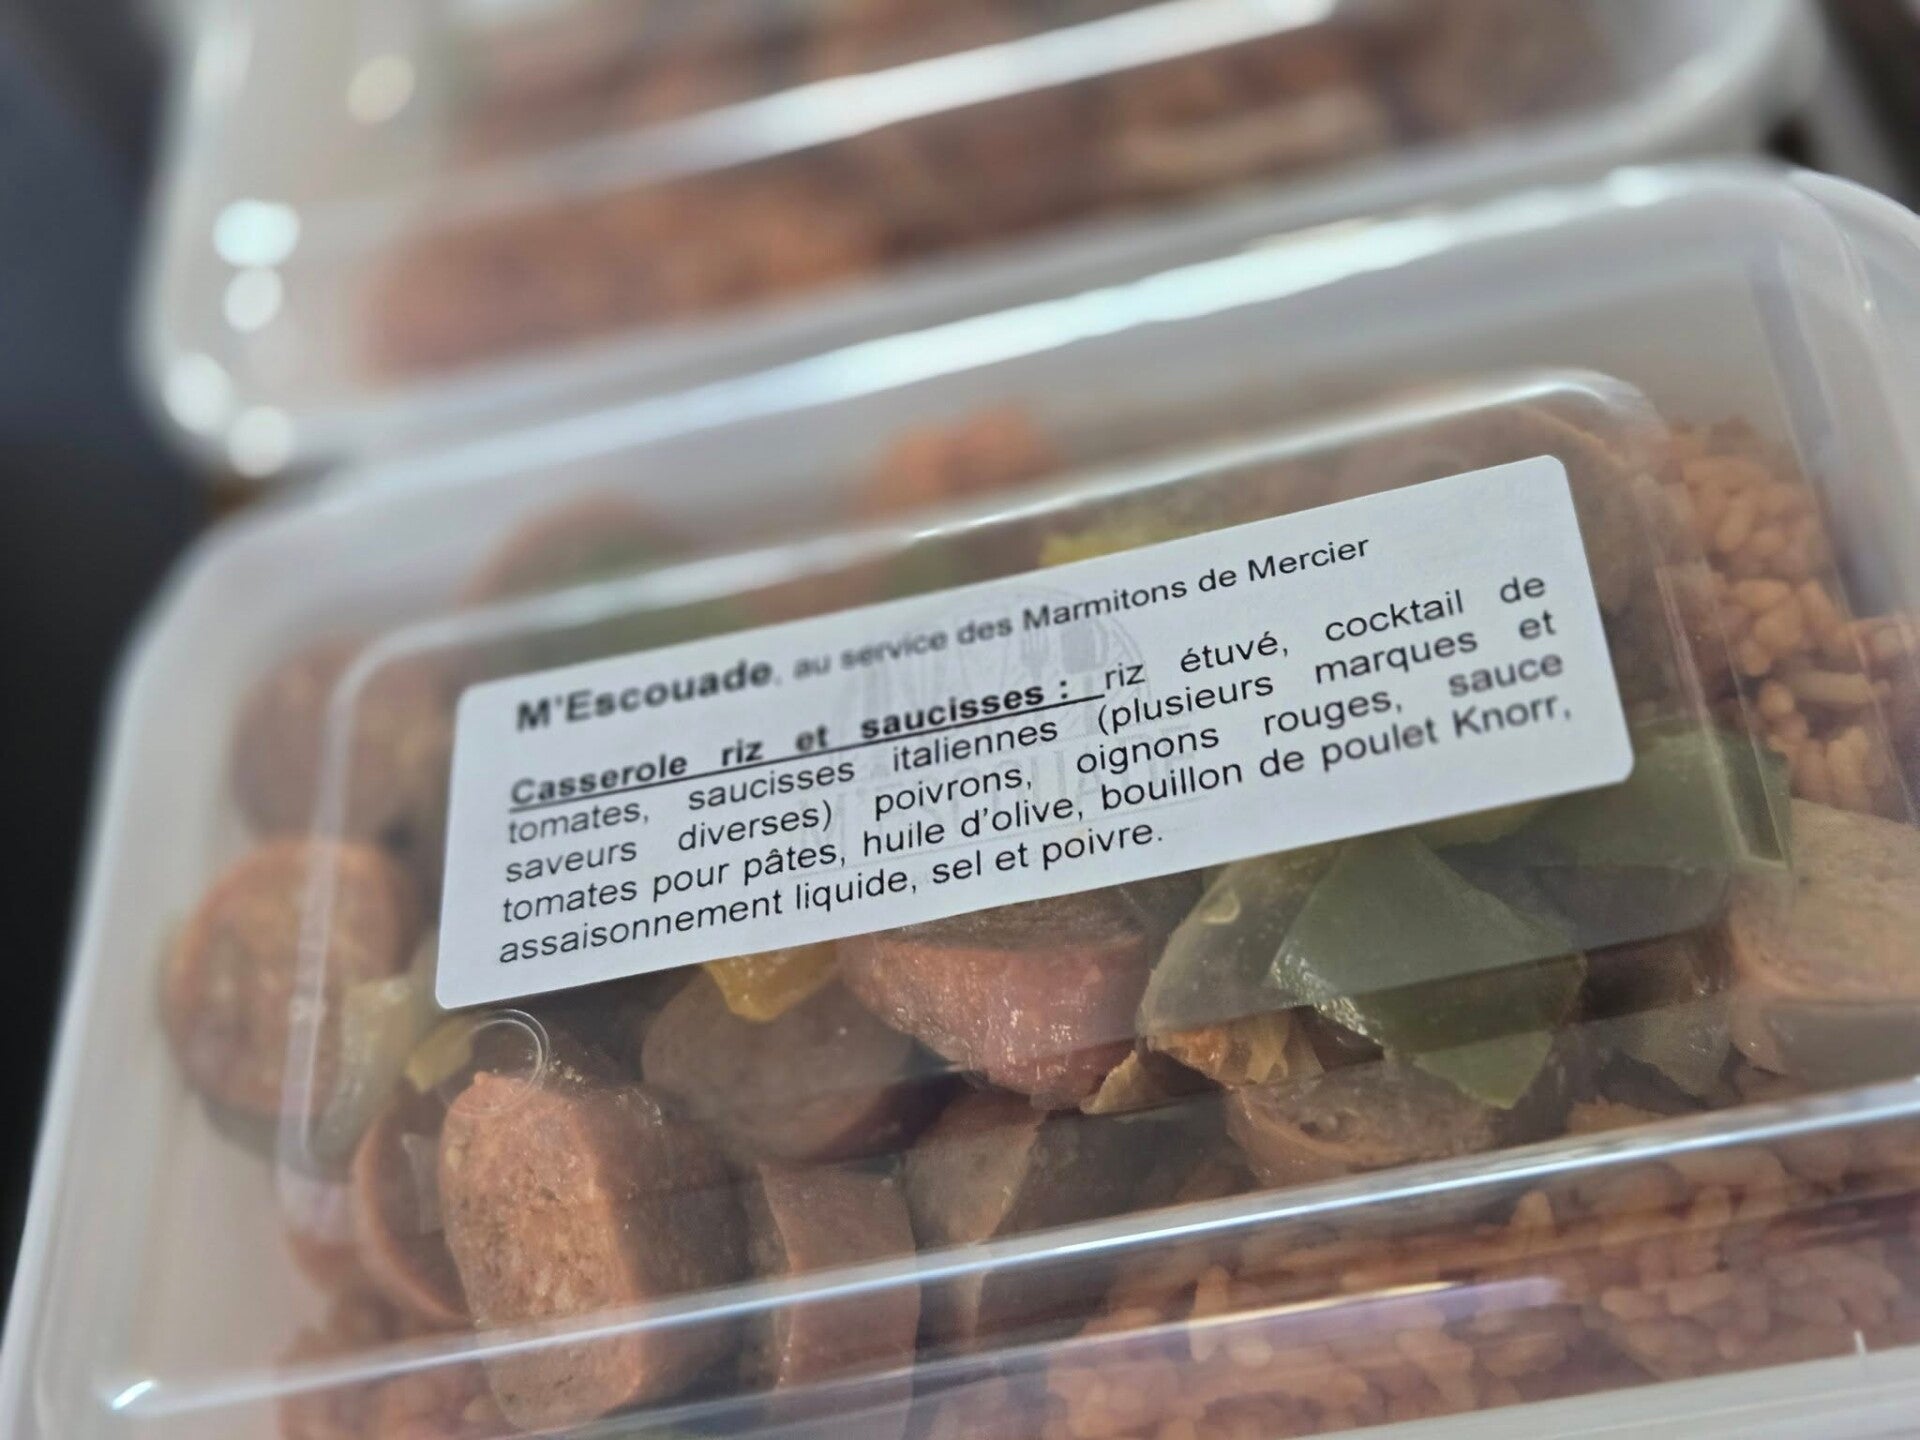 M'Escouade, au service des Marmitons de Mercier
Casserole riz et saucisses : riz étuvé, cocktail de
tomates, saucisses italiennes (plusieurs marques et
saveurs diverses) poivrons, oignons rouges, sauce
tomates pour pâtes, huile d'olive, bouillon de poulet Knorr,
assaisonnement liquide, sel et poivre.